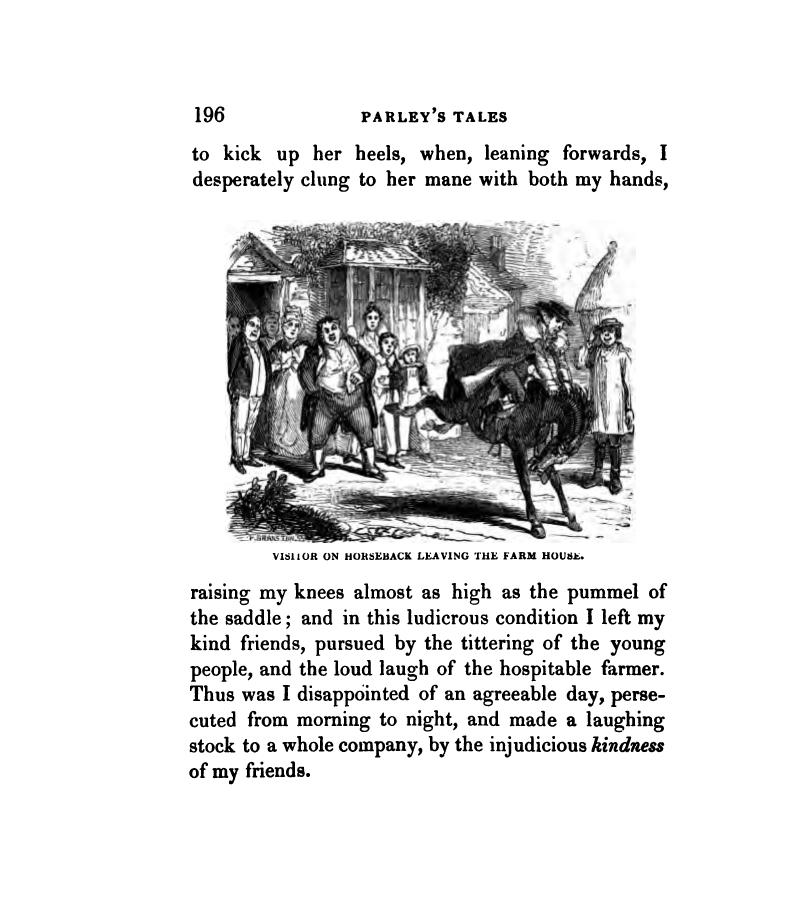 196
PARLEY'S TALES
to kick up her heels, when, leaning forwards, I
desperately clung to her mane with both my hands,
VISITOR ON HORSEBACK LEAVING THE FARM HOUSE.
raising my knees almost as high as the pummel of
the saddle; and in this ludicrous condition I left my
kind friends, pursued by the tittering of the young
people, and the loud laugh of the hospitable farmer.
Thus was I disappointed of an agreeable day, perse-
cuted from morning to night, and made a laughing
stock to a whole company, by the injudicious kindness
of my friends.